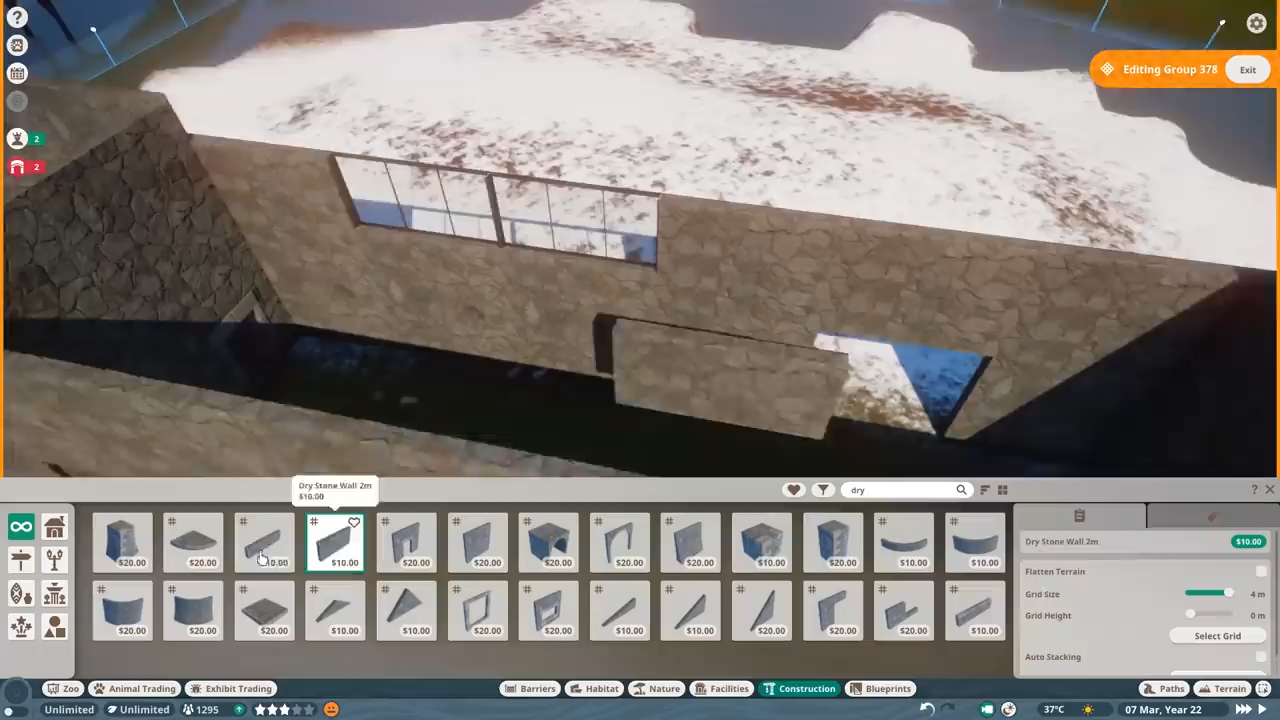 Editing Group 378 Exit
2
2
Dry Stone Wall 2m
$10.00
dry
$20.00 $20.00 $10.00 $20.00 $20.00 $20.00 $20.00 $20.00 $10.00 $20.00 $10.00 $10.00
$20.00 $20.00 $20.00 $10.00 $10.00 $20.00 $20.00 $10.00 $10.00 $20.00 $20.00 $20.00 $10.00
Dry Stone Wall 2m $10.00
Flatten Terrain
Grid Size 4 m
Grid Height 0 m
Select Grid
Auto Stacking
Zoo Animal Trading Exhibit Trading Barriers Habitat Nature Facilities Construction Blueprints Paths Terrain
Unlimited Unlimited 1295 37°C 07 Mar, Year 22